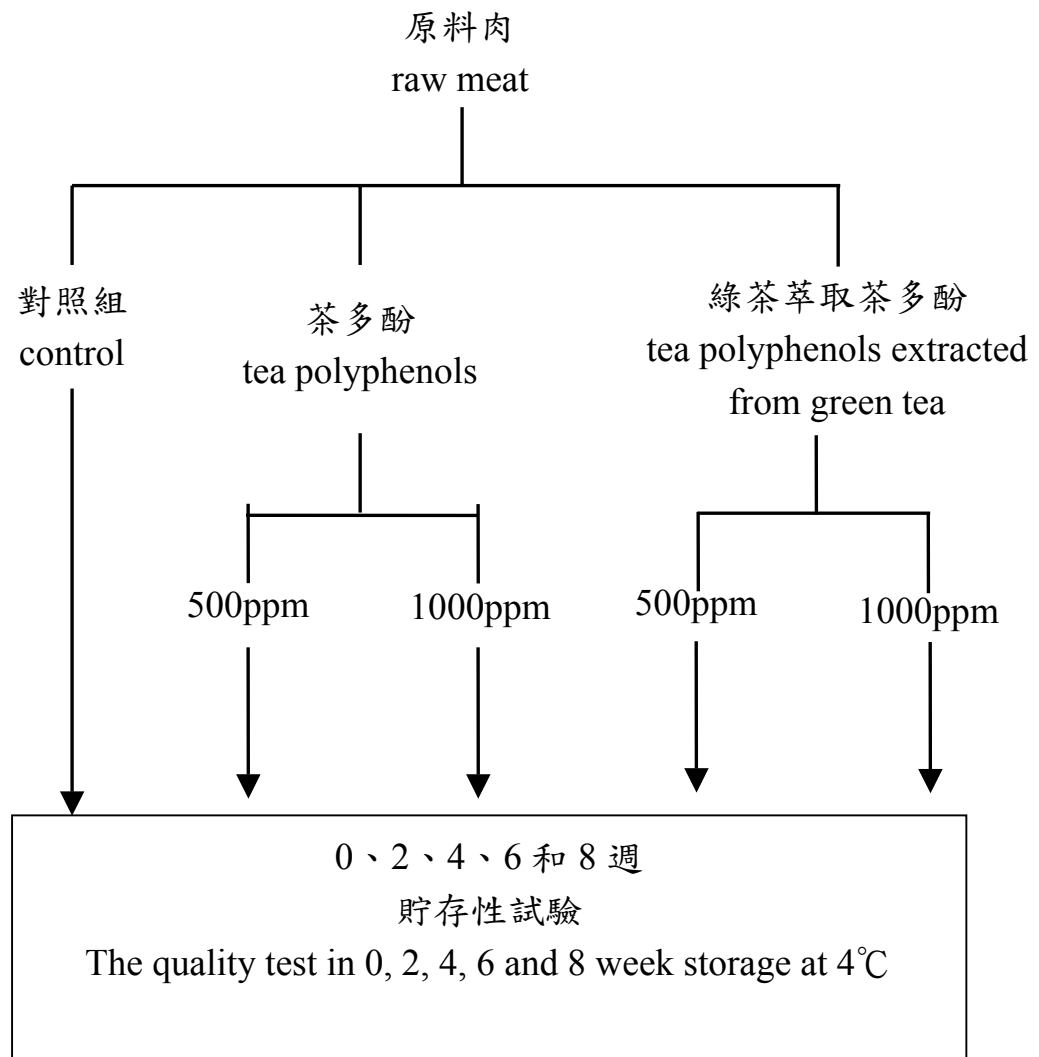 原料肉
raw meat
對照組
control
茶多酚
tea polyphenols
綠茶萃取茶多酚
tea polyphenols extracted
from green tea
500ppm
1000ppm
500ppm
1000ppm
0、2、4、6 和 8 週
貯存性試驗
The quality test in 0, 2, 4, 6 and 8 week storage at 4℃